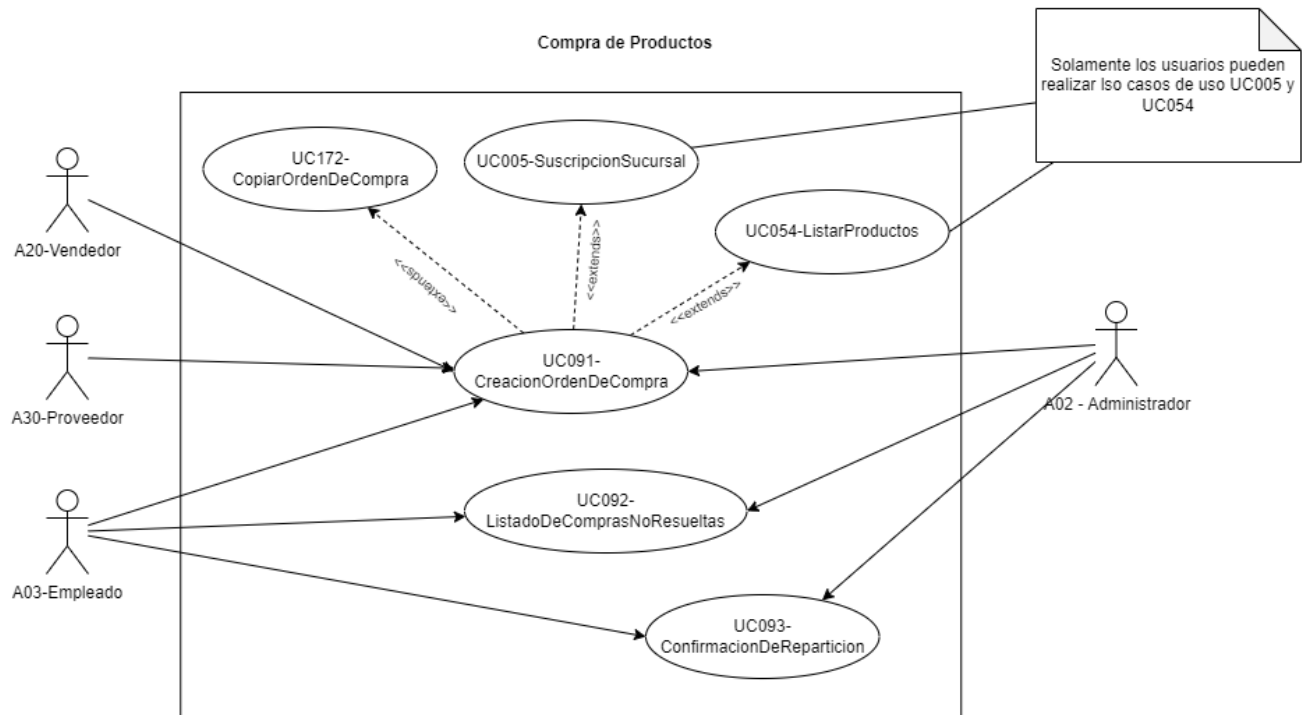 Compra de Productos
Solamente los usuarios pueden
realizar lso casos de uso UC005 y
UC054
UC172-
CopiarOrdenDeCompra
UC005-SuscripcionSucursal
UC054-ListarProductos
A20-Vendedor
<<extends>>
<<extends>>
<<extends>>
A30-Proveedor
UC091-
CreacionOrdenDeCompra
A02 - Administrador
UC092-
ListadoDeComprasNoResueltas
A03-Empleado
UC093-
ConfirmacionDeReparticion